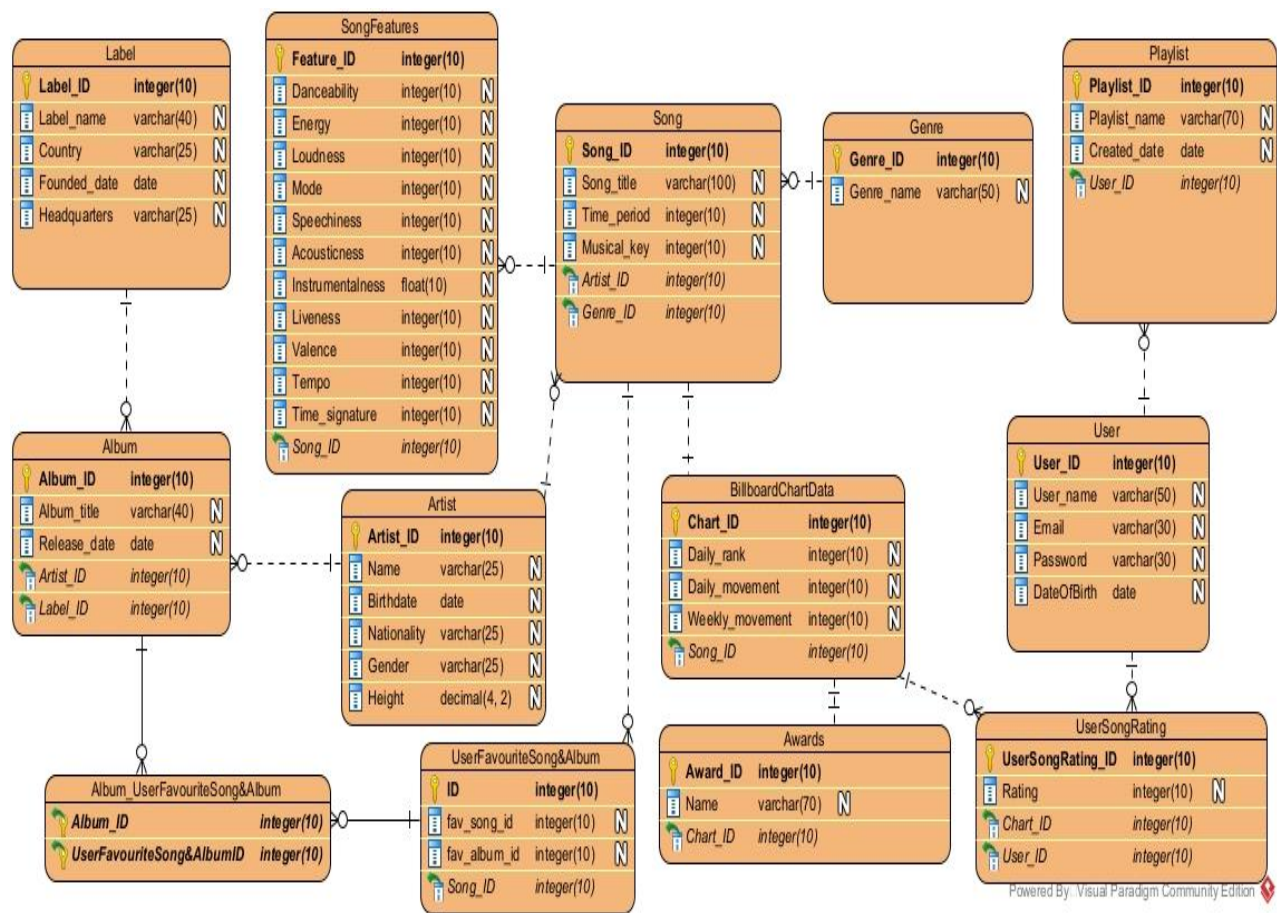 Label
Label_ID integer(10)
Label_name varchar(40) N
Country varchar(25) N
Founded_date date N
Headquarters varchar(25) N
SongFeatures
Feature_ID integer(10)
Danceability integer(10) N
Energy integer(10) N
Loudness integer(10) N
Mode integer(10) N
Speechiness integer(10) N
Acousticness integer(10) N
Instrumentalness float(10) N
Liveness integer(10) N
Valence integer(10) N
Tempo integer(10) N
Time_signature integer(10) N
Song_ID integer(10)
Song
Song_ID integer(10)
Song_title varchar(100) N
Time_period integer(10) N
Musical_key integer(10) N
Artist_ID integer(10)
Genre_ID integer(10)
Genre
Genre_ID integer(10)
Genre_name varchar(50) N
Playlist
Playlist_ID integer(10)
Playlist_name varchar(70) N
Created_date date N
User_ID integer(10)
Album
Album_ID integer(10)
Album_title varchar(40) N
Release_date date N
Artist_ID integer(10)
Label_ID integer(10)
Artist
Artist_ID integer(10)
Name varchar(25) N
Birthdate date N
Nationality varchar(25) N
Gender varchar(25) N
Height decimal(4, 2) N
BillboardChartData
Chart_ID integer(10)
Daily_rank integer(10) N
Daily_movement integer(10) N
Weekly_movement integer(10) N
Song_ID integer(10)
User
User_ID integer(10)
User_name varchar(50) N
Email varchar(30) N
Password varchar(30) N
DateOfBirth date N
Album_UserFavouriteSong&Album
Album_ID integer(10)
UserFavouriteSong&AlbumID integer(10)
UserFavouriteSong&Album
ID integer(10)
fav_song_id integer(10) N
fav_album_id integer(10) N
Song_ID integer(10)
Awards
Award_ID integer(10)
Name varchar(70) N
Chart_ID integer(10)
UserSongRating
UserSongRating_ID integer(10)
Rating integer(10) N
Chart_ID integer(10)
User_ID integer(10)
Powered By Visual Paradigm Community Edition